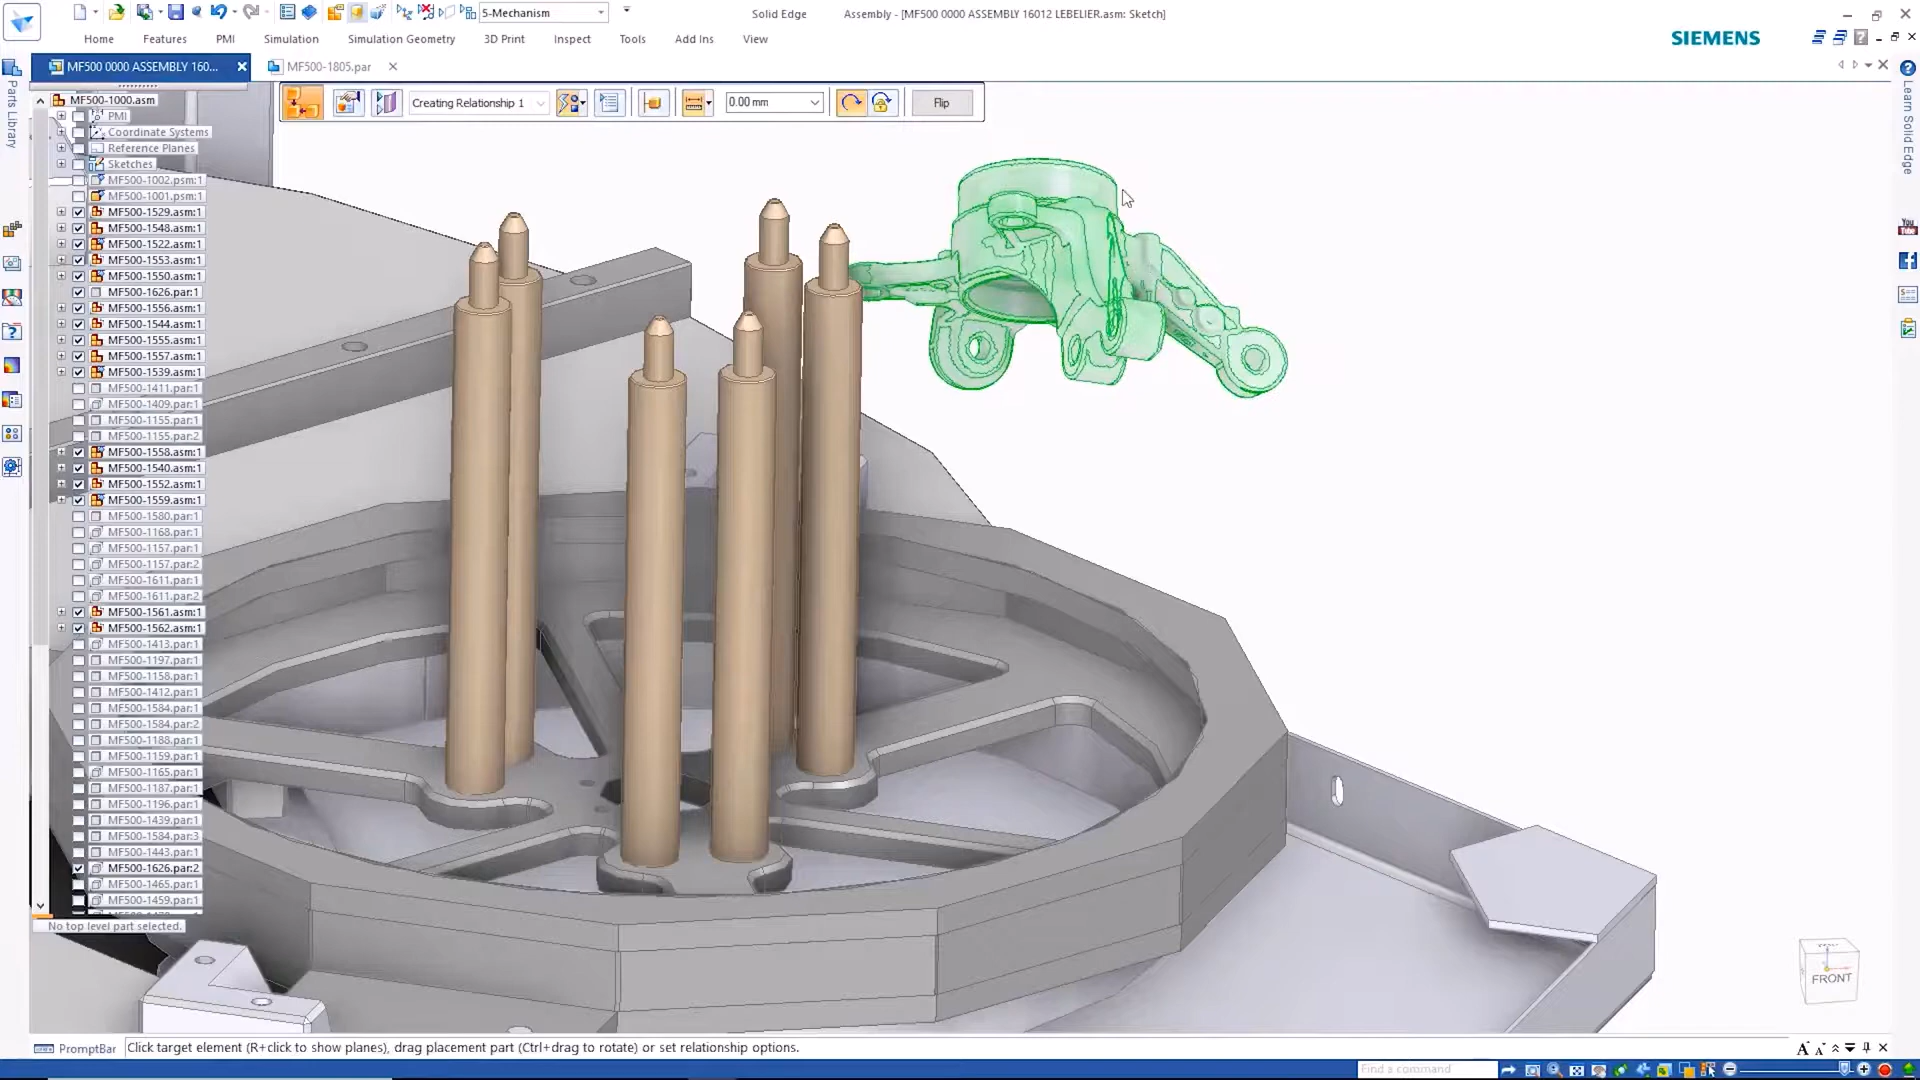 5-Mechanism
Solid Edge
Assembly - [MF500 0000 ASSEMBLY 16012 LEBELIER.asm: Sketch]
Home
Features
PMI
Simulation
Simulation Geometry
3D Print
Inspect
Tools
Add Ins
View
SIEMENS
MF500 0000 ASSEMBLY 160...
MF500-1805.par
Parts Library
Learn Solid Edge
Creating Relationship 1
0.00 mm
Flip
MF500-1000.asm
PMI
Coordinate Systems
Reference Planes
Sketches
MF500-1002.psm:1
MF500-1001.psm:1
MF500-1529.asm:1
MF500-1548.asm:1
MF500-1522.asm:1
MF500-1553.asm:1
MF500-1550.asm:1
MF500-1626.par:1
MF500-1556.asm:1
MF500-1544.asm:1
MF500-1555.asm:1
MF500-1557.asm:1
MF500-1539.asm:1
MF500-1411.par:1
MF500-1409.par:1
MF500-1155.par:1
MF500-1155.par:2
MF500-1558.asm:1
MF500-1540.asm:1
MF500-1552.asm:1
MF500-1559.asm:1
MF500-1580.par:1
MF500-1168.par:1
MF500-1157.par:1
MF500-1157.par:2
MF500-1611.par:1
MF500-1611.par:2
MF500-1561.asm:1
MF500-1562.asm:1
MF500-1413.par:1
MF500-1197.par:1
MF500-1158.par:1
MF500-1412.par:1
MF500-1584.par:1
MF500-1584.par:2
MF500-1188.par:1
MF500-1159.par:1
MF500-1165.par:1
MF500-1187.par:1
MF500-1196.par:1
MF500-1439.par:1
MF500-1584.par:3
MF500-1443.par:1
MF500-1626.par:2
MF500-1465.par:1
MF500-1459.par:1
No top level part selected.
You Tube
FRONT
PromptBar
Click target element (R+click to show planes), drag placement part (Ctrl+drag to rotate) or set relationship options.
Find a command